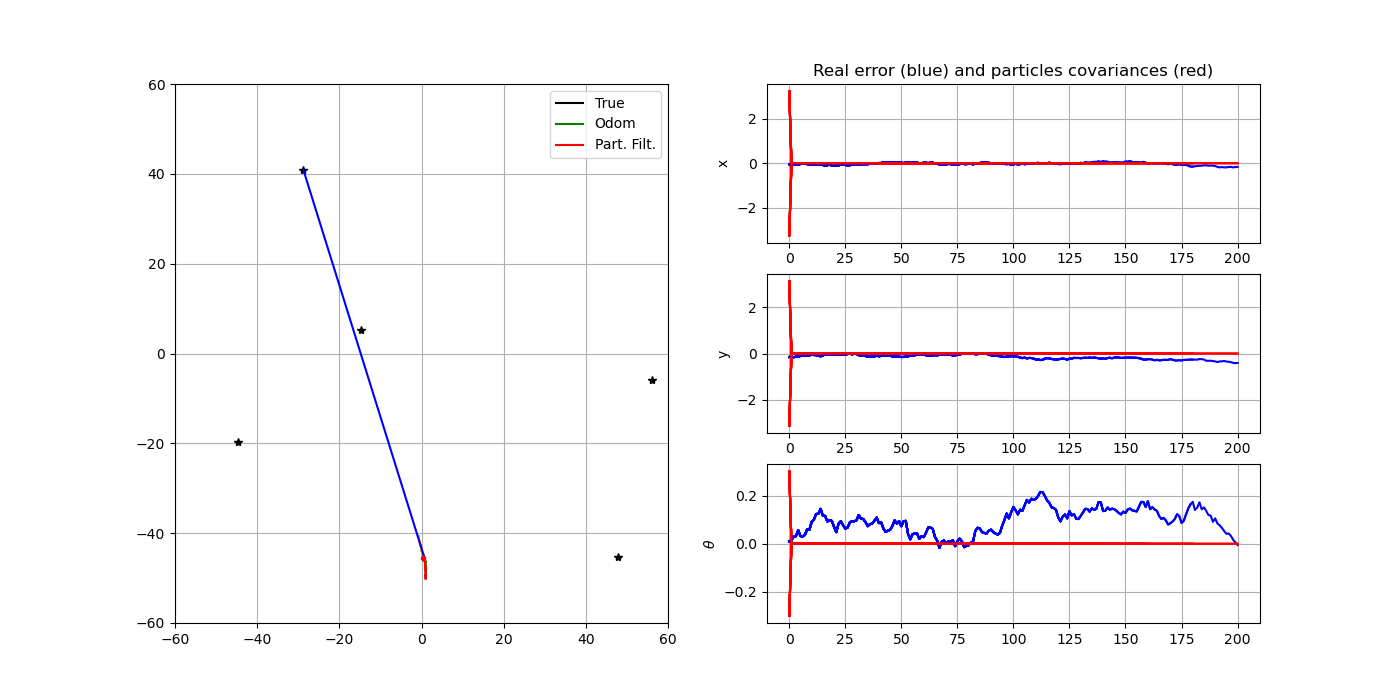 60
40
20
0
−20
−40
−60
−60 −40 −20 0 20 40 60
True
Odom
Part. Filt.
Real error (blue) and particles covariances (red)
x
2
0
−2
0 25 50 75 100 125 150 175 200
y
2
0
−2
0 25 50 75 100 125 150 175 200
θ
0.2
0.0
−0.2
0 25 50 75 100 125 150 175 200